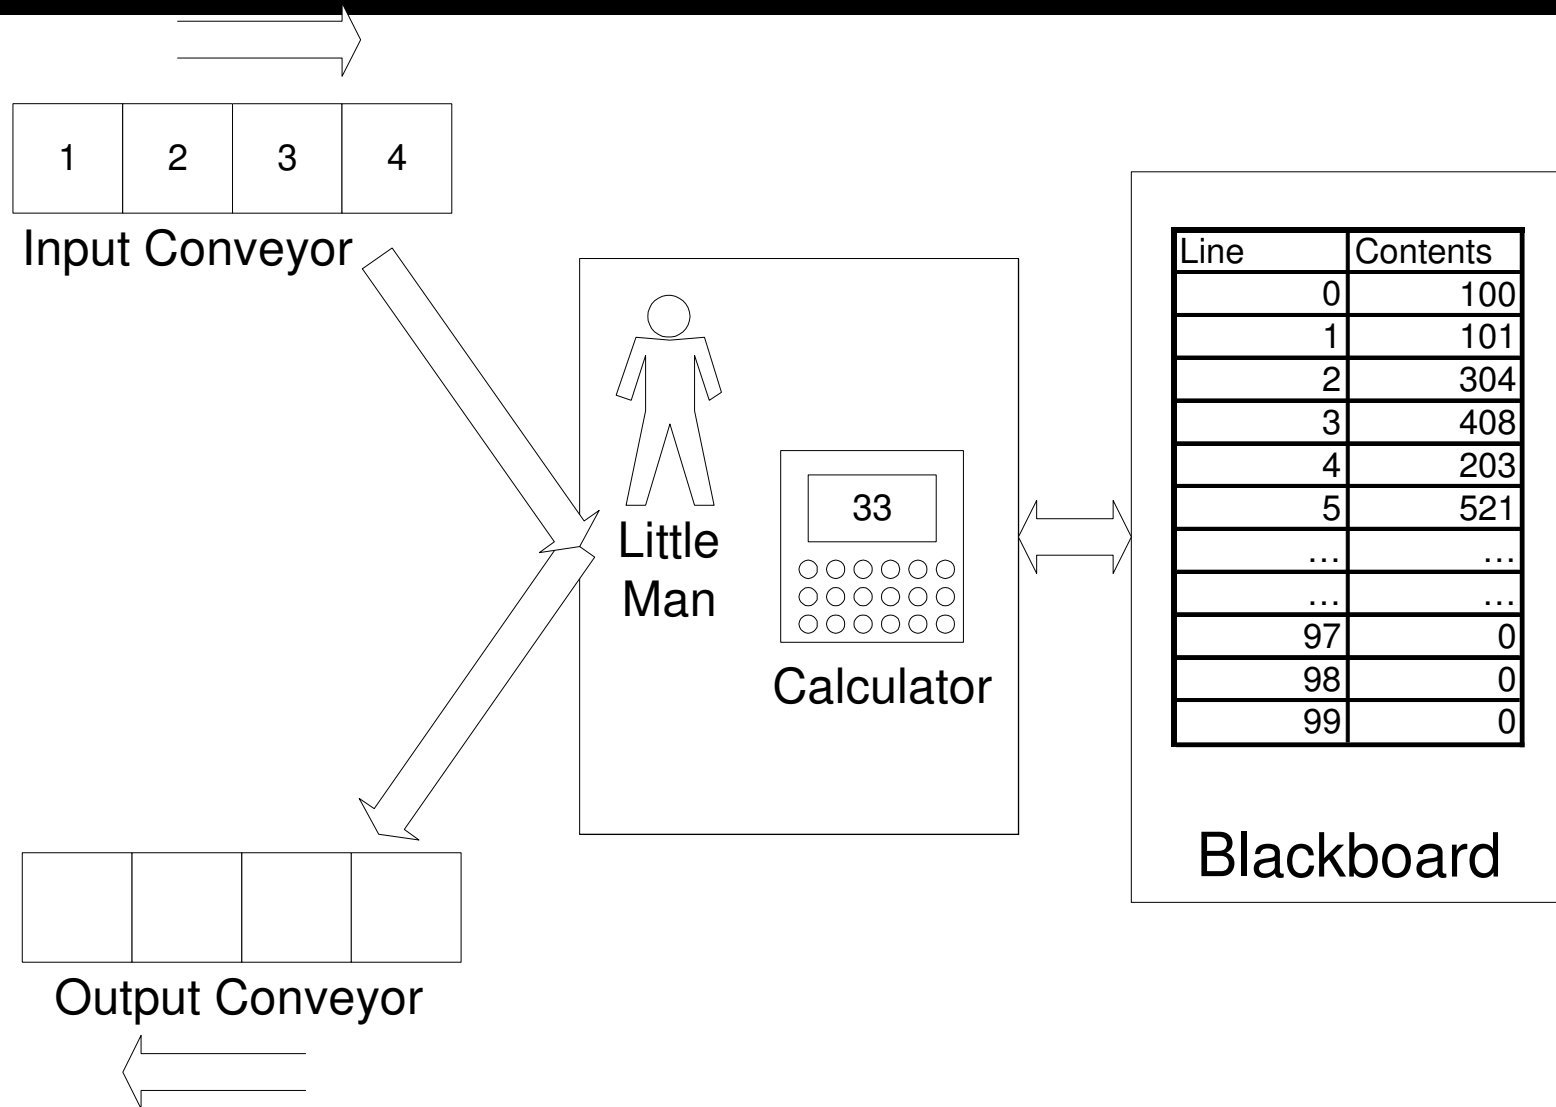 1 2 3 4
Input Conveyor
Little
Man
33
Calculator
Line Contents
0 100
1 101
2 304
3 408
4 203
5 521
... ...
... ...
97 0
98 0
99 0
Blackboard
Output Conveyor